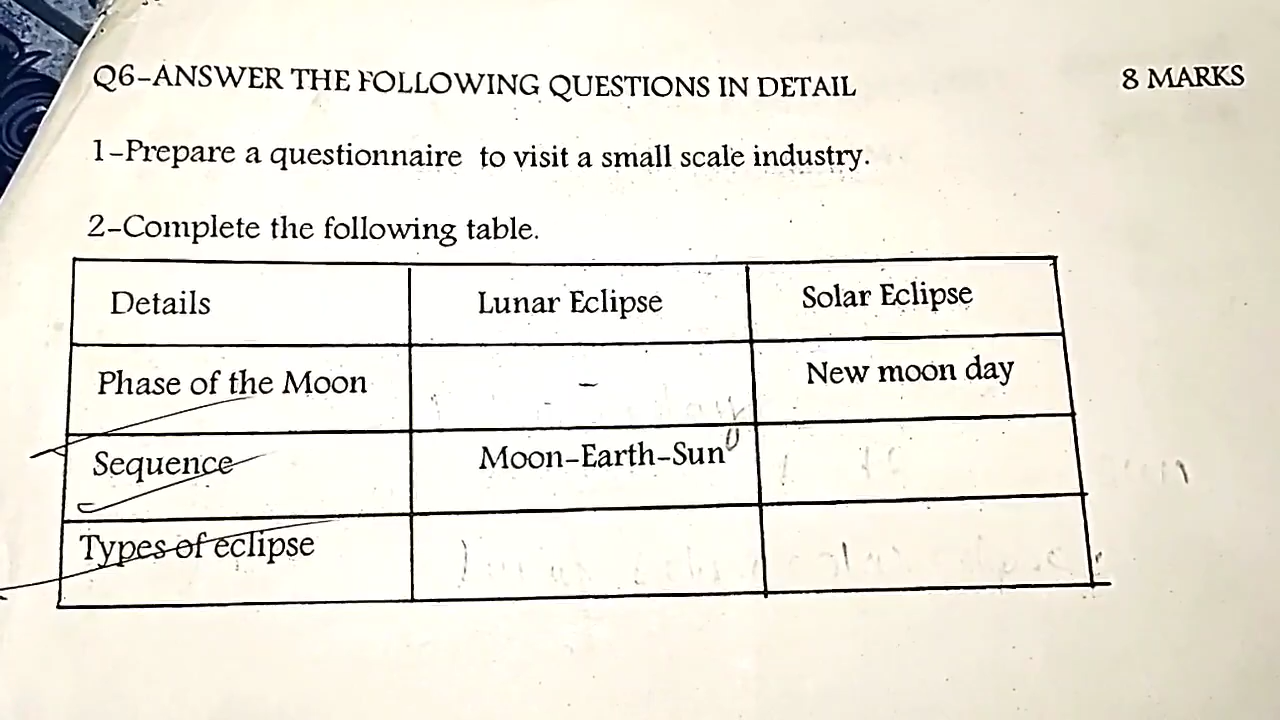 Q6-ANSWER THE FOLLOWING QUESTIONS IN DETAIL 8 MARKS
1-Prepare a questionnaire to visit a small scale industry.
2-Complete the following table.
Details Lunar Eclipse Solar Eclipse
Phase of the Moon - New moon day
Sequence Moon-Earth-Sun
Types of eclipse